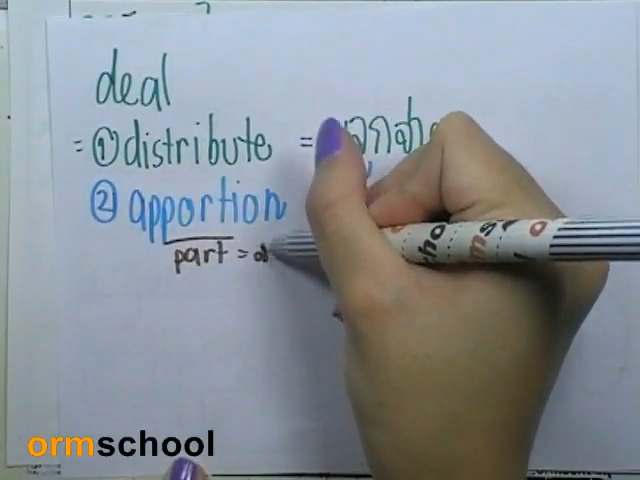 deal
= ① distribute =
② apportion
part =
ormschool